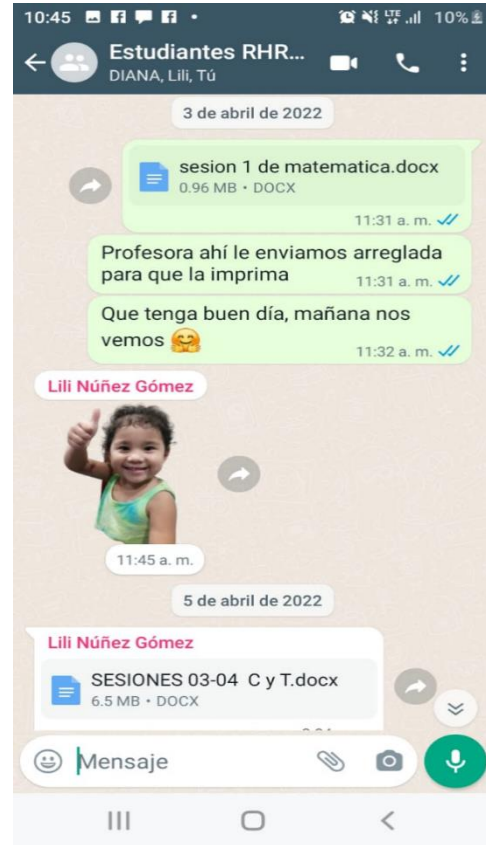 10:45
LTE 10%
Estudiantes RHR...
DIANA, Lili, Tú
3 de abril de 2022
sesion 1 de matematica.docx
0.96 MB • DOCX
11:31 a. m.
Profesora ahí le enviamos arreglada
para que la imprima
11:31 a. m.
Que tenga buen día, mañana nos
vemos 🤗
11:32 a. m.
Lili Núñez Gómez
11:45 a. m.
5 de abril de 2022
Lili Núñez Gómez
SESIONES 03-04 C y T.docx
6.5 MB • DOCX
Mensaje